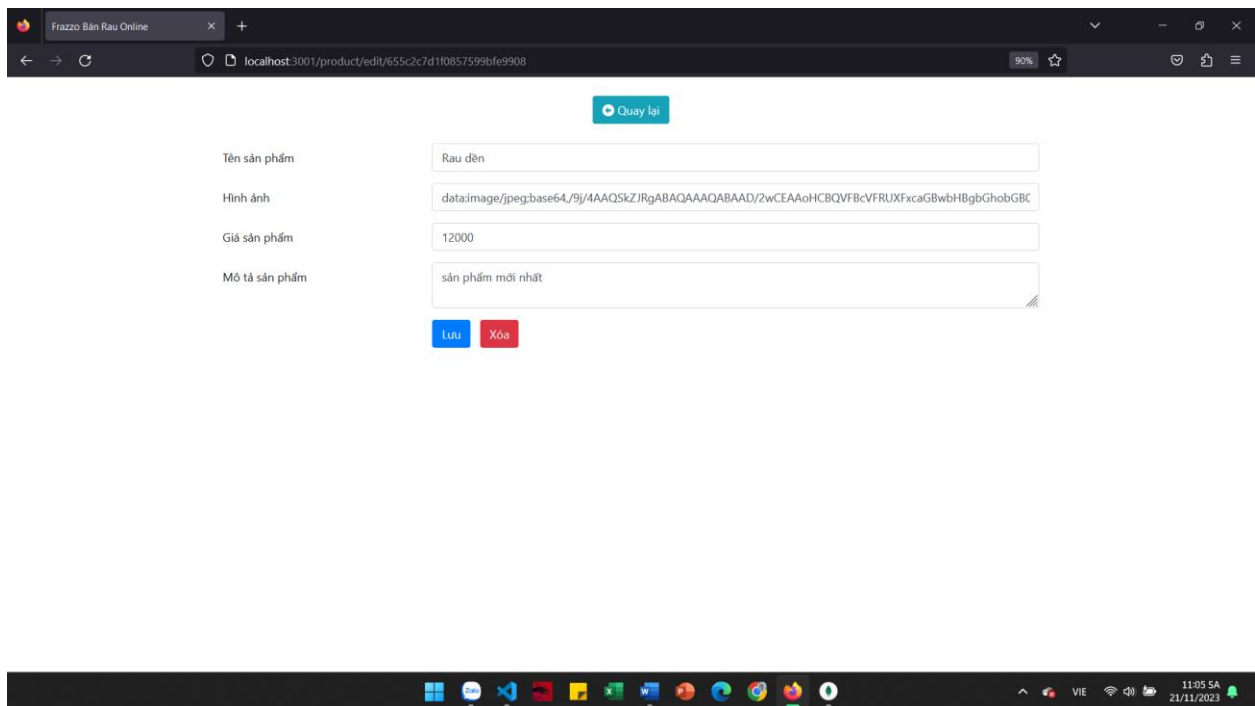 Frazzo Bán Rau Online
localhost:3001/product/edit/655c2c7d1f0857599bfe9908
90%
Quay lại
Tên sản phẩm
Rau dền
Hình ảnh
data:image/jpeg;base64,/9j/4AAQSkZJRgABAQAAAQABAAD/2wCEAAoHCBQVFBcVFRUXFxcaGBwbHBgbGhobGBC
Giá sản phẩm
12000
Mô tả sản phẩm
sản phẩm mới nhất
Lưu Xóa
Zalo
VIE
11:05 SA
21/11/2023